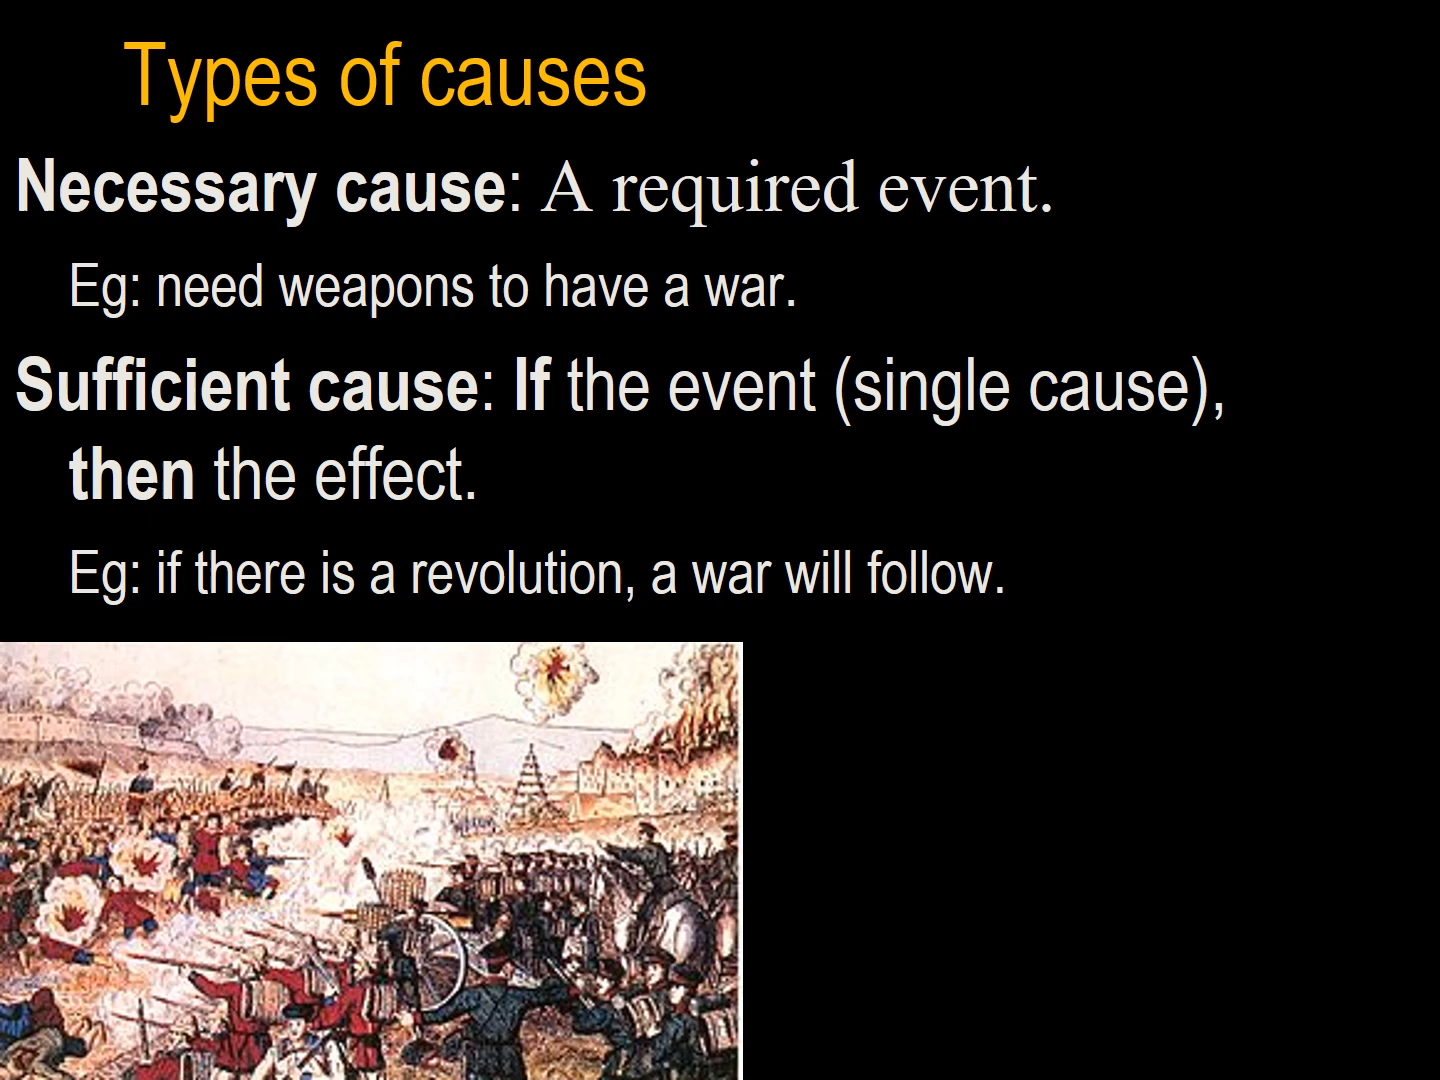 Types of causes
Necessary cause: A required event.
Eg: need weapons to have a war.
Sufficient cause: If the event (single cause),
then the effect.
Eg: if there is a revolution, a war will follow.